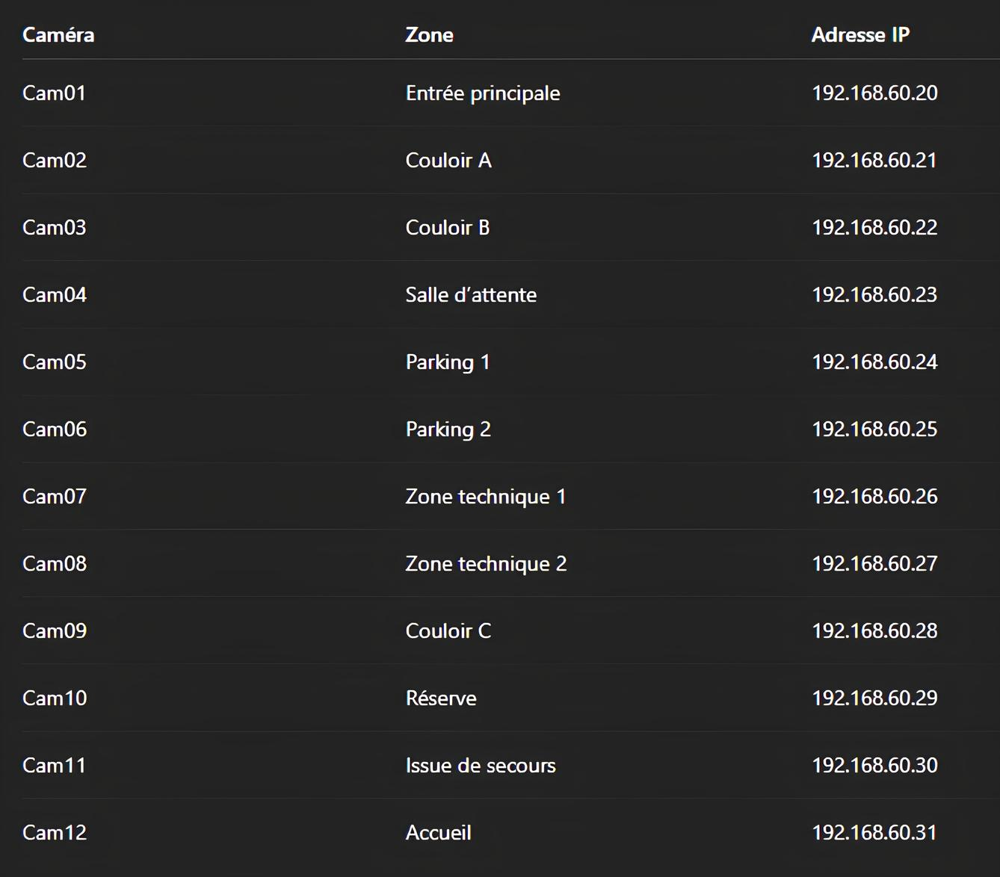 Caméra Zone Adresse IP
Cam01 Entrée principale 192.168.60.20
Cam02 Couloir A 192.168.60.21
Cam03 Couloir B 192.168.60.22
Cam04 Salle d’attente 192.168.60.23
Cam05 Parking 1 192.168.60.24
Cam06 Parking 2 192.168.60.25
Cam07 Zone technique 1 192.168.60.26
Cam08 Zone technique 2 192.168.60.27
Cam09 Couloir C 192.168.60.28
Cam10 Réserve 192.168.60.29
Cam11 Issue de secours 192.168.60.30
Cam12 Accueil 192.168.60.31